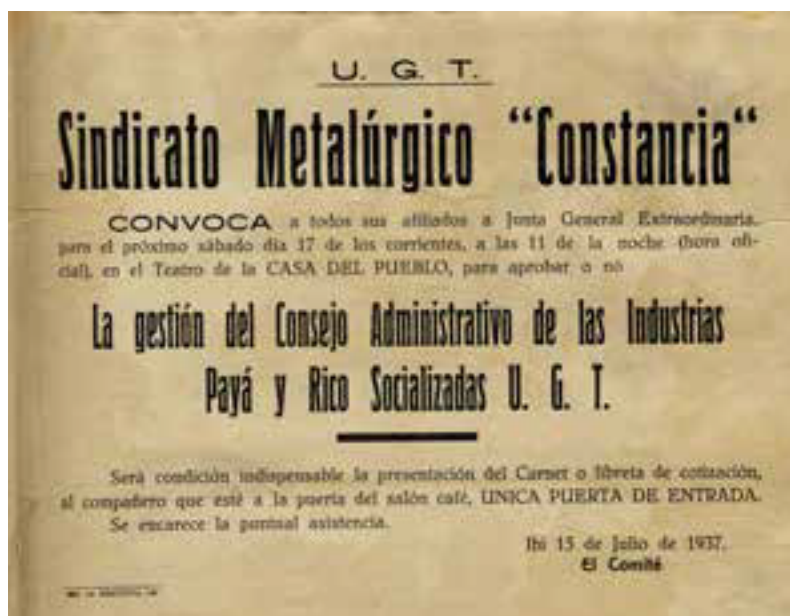 U. G. T.
Sindicato Metalúrgico “Constancia“
CONVOCA a todos sus afiliados a Junta General Extraordinaria,
para el próximo sábado dia 17 de los corrientes, a las 11 de la noche (hora ofi-
cial), en el Teatro de la CASA DEL PUEBLO, para aprobar o no
La gestión del Consejo Administrativo de las Industrias
Payá y Rico Socializadas U. G. T.
Será condición indispensable la presentación del Carnet o libreta de cotización,
al compañero que esté a la puerta del salón café, UNICA PUERTA DE ENTRADA.
Se encarece la puntual asistencia.
Ibi 15 de Julio de 1937.
El Comité